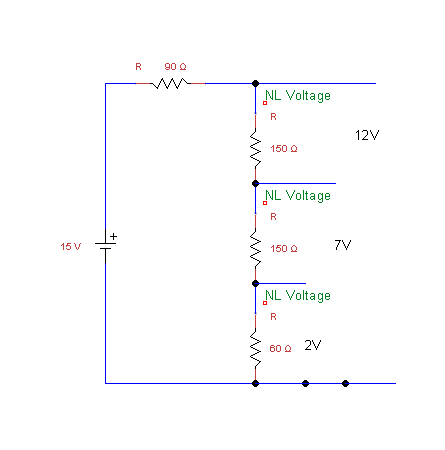 R 90 Ω
NL Voltage
R
12V
150 Ω
NL Voltage
R
15 V
+
7V
150 Ω
NL Voltage
R
60 Ω 2V